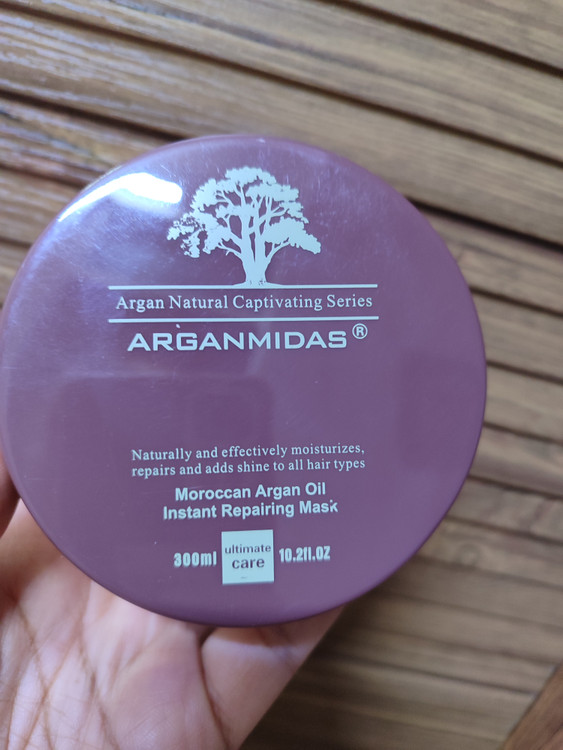 Argan Natural Captivating Series
ARGANMIDAS®
Naturally and effectively moisturizes,
repairs and adds shine to all hair types
Moroccan Argan Oil
Instant Repairing Mask
300ml ultimate care 10.2fl.OZ